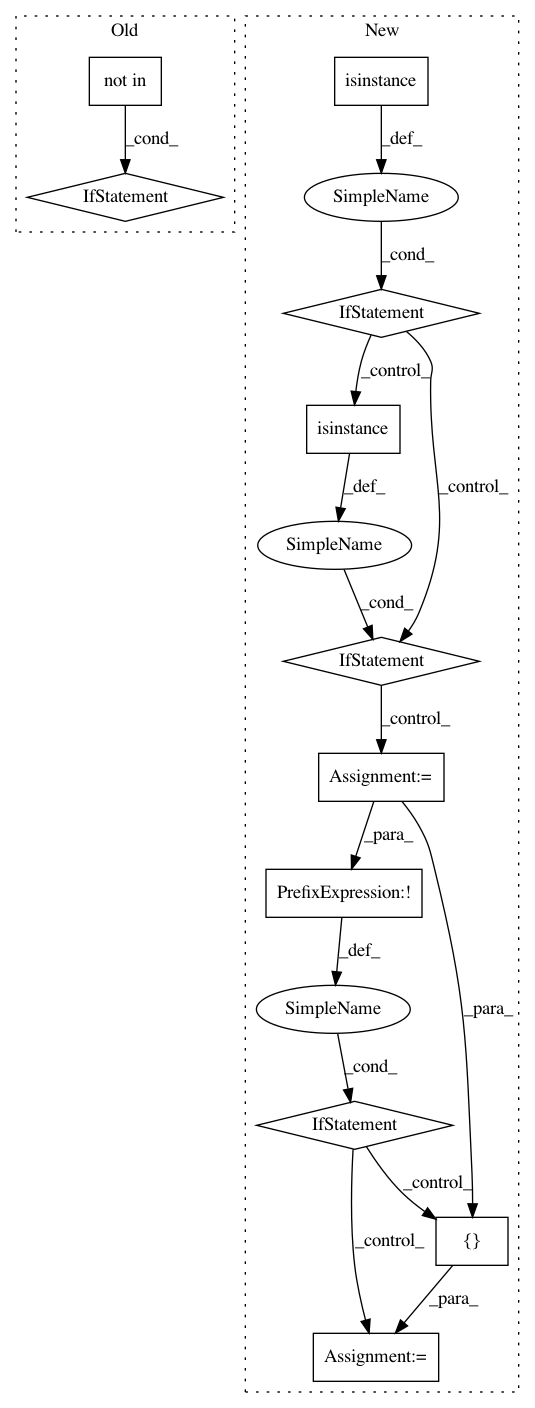 Old
New
not in
isinstance
_cond_
_def_
IfStatement
SimpleName
_cond_
IfStatement
_control_
isinstance
_control_
_def_
SimpleName
_cond_
IfStatement
_control_
Assignment:=
_para_
PrefixExpression:!
_def_
_para_
SimpleName
_cond_
IfStatement
_control_
_control_
{}
_para_
Assignment:=